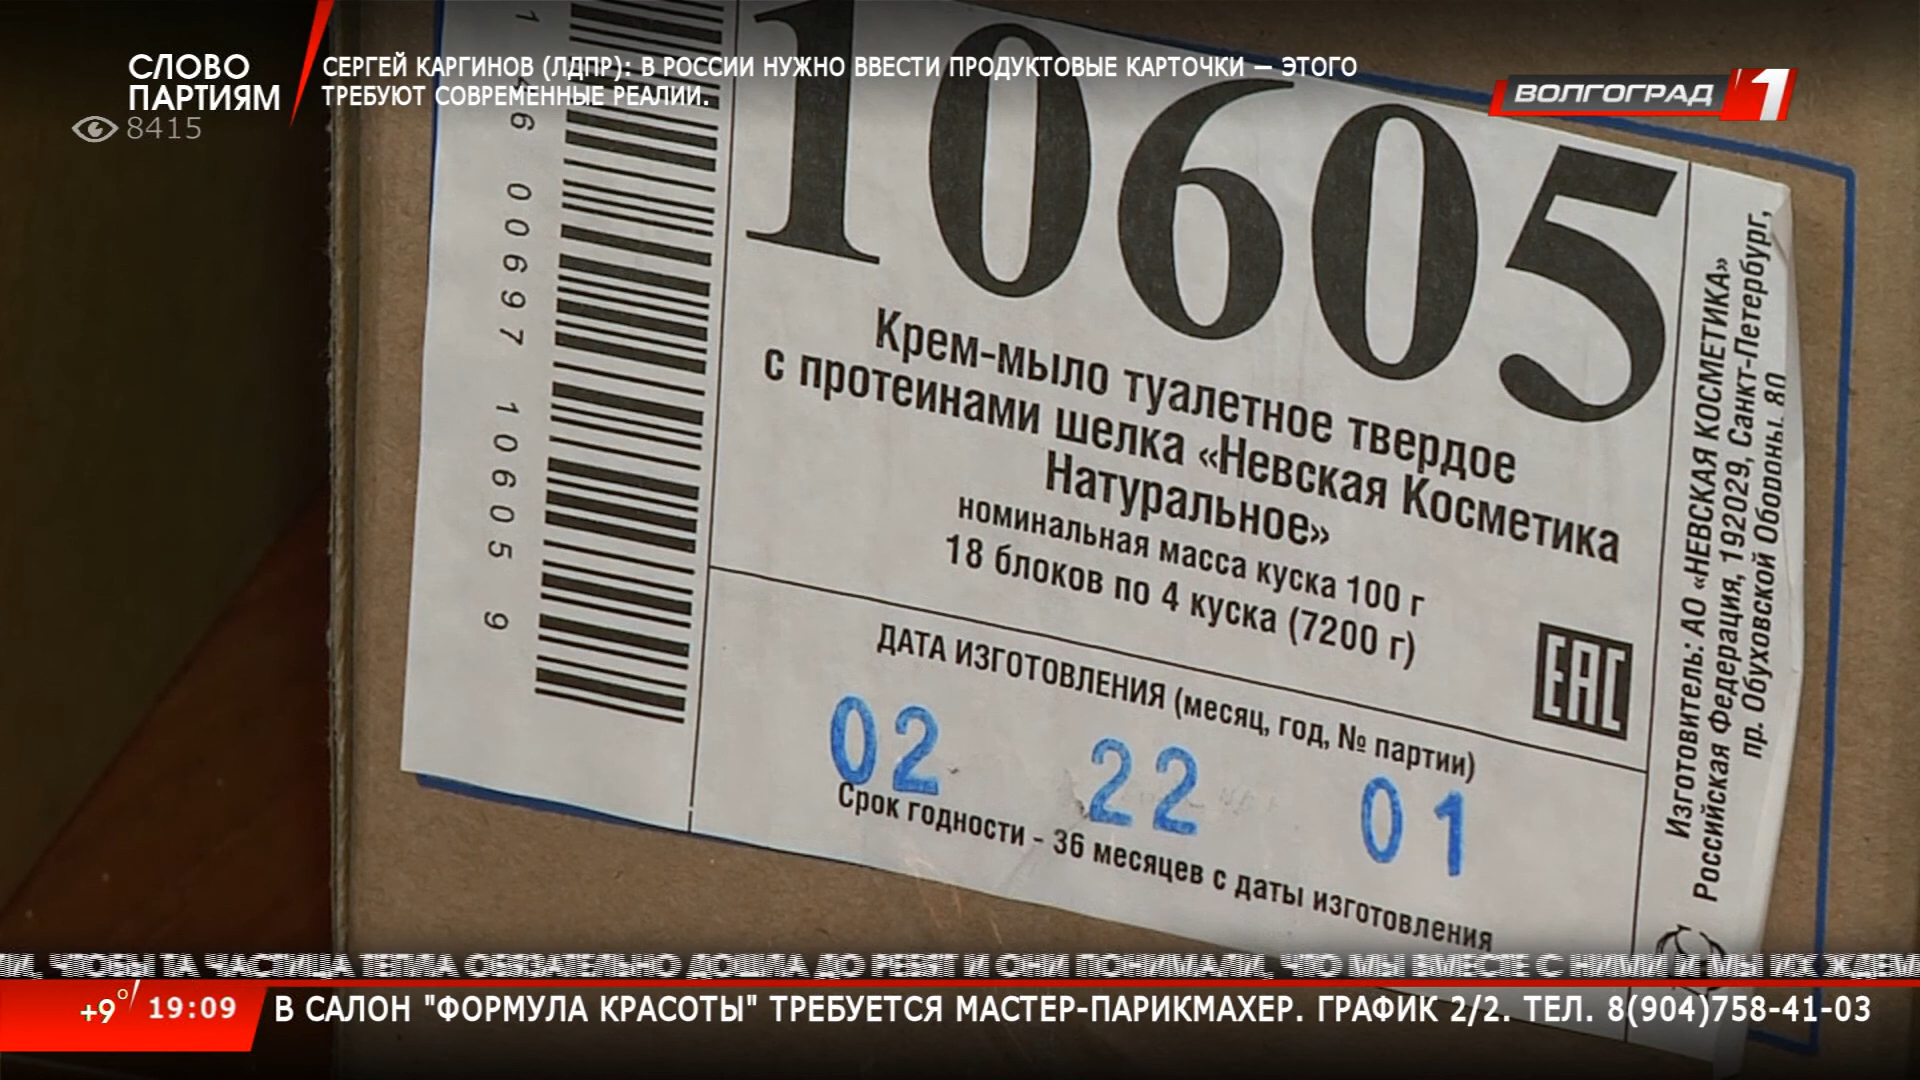 СЛОВО
ПАРТИЯМ
8415
СЕРГЕЙ КАРГИНОВ (ЛДПР): В РОССИИ НУЖНО ВВЕСТИ ПРОДУКТОВЫЕ КАРТОЧКИ — ЭТОГО
ТРЕБУЮТ СОВРЕМЕННЫЕ РЕАЛИИ.
ВОЛГОГРАД 1
10605
1 46 00697 10605 9
Крем-мыло туалетное твердое
с протеинами шелка «Невская Косметика
Натуральное»
номинальная масса куска 100 г
18 блоков по 4 куска (7200 г)
EAC
ДАТА ИЗГОТОВЛЕНИЯ (месяц, год, № партии)
02 22 01
Срок годности - 36 месяцев с даты изготовления
Изготовитель: АО «НЕВСКАЯ КОСМЕТИКА»
Российская Федерация, 192029, Санкт-Петербург,
пр. Обуховской Обороны, 80
ЧТОБЫ ТА ЧАСТИЦА ТЕПЛА ОБЯЗАТЕЛЬНО ДОШЛА ДО РЕБЯТ И ОНИ ПОНИМАЛИ, ЧТО МЫ ВМЕСТЕ С НИМИ И МЫ ИХ ЖДЕМ
+9° 19:09
В САЛОН "ФОРМУЛА КРАСОТЫ" ТРЕБУЕТСЯ МАСТЕР-ПАРИКМАХЕР. ГРАФИК 2/2. ТЕЛ. 8(904)758-41-03